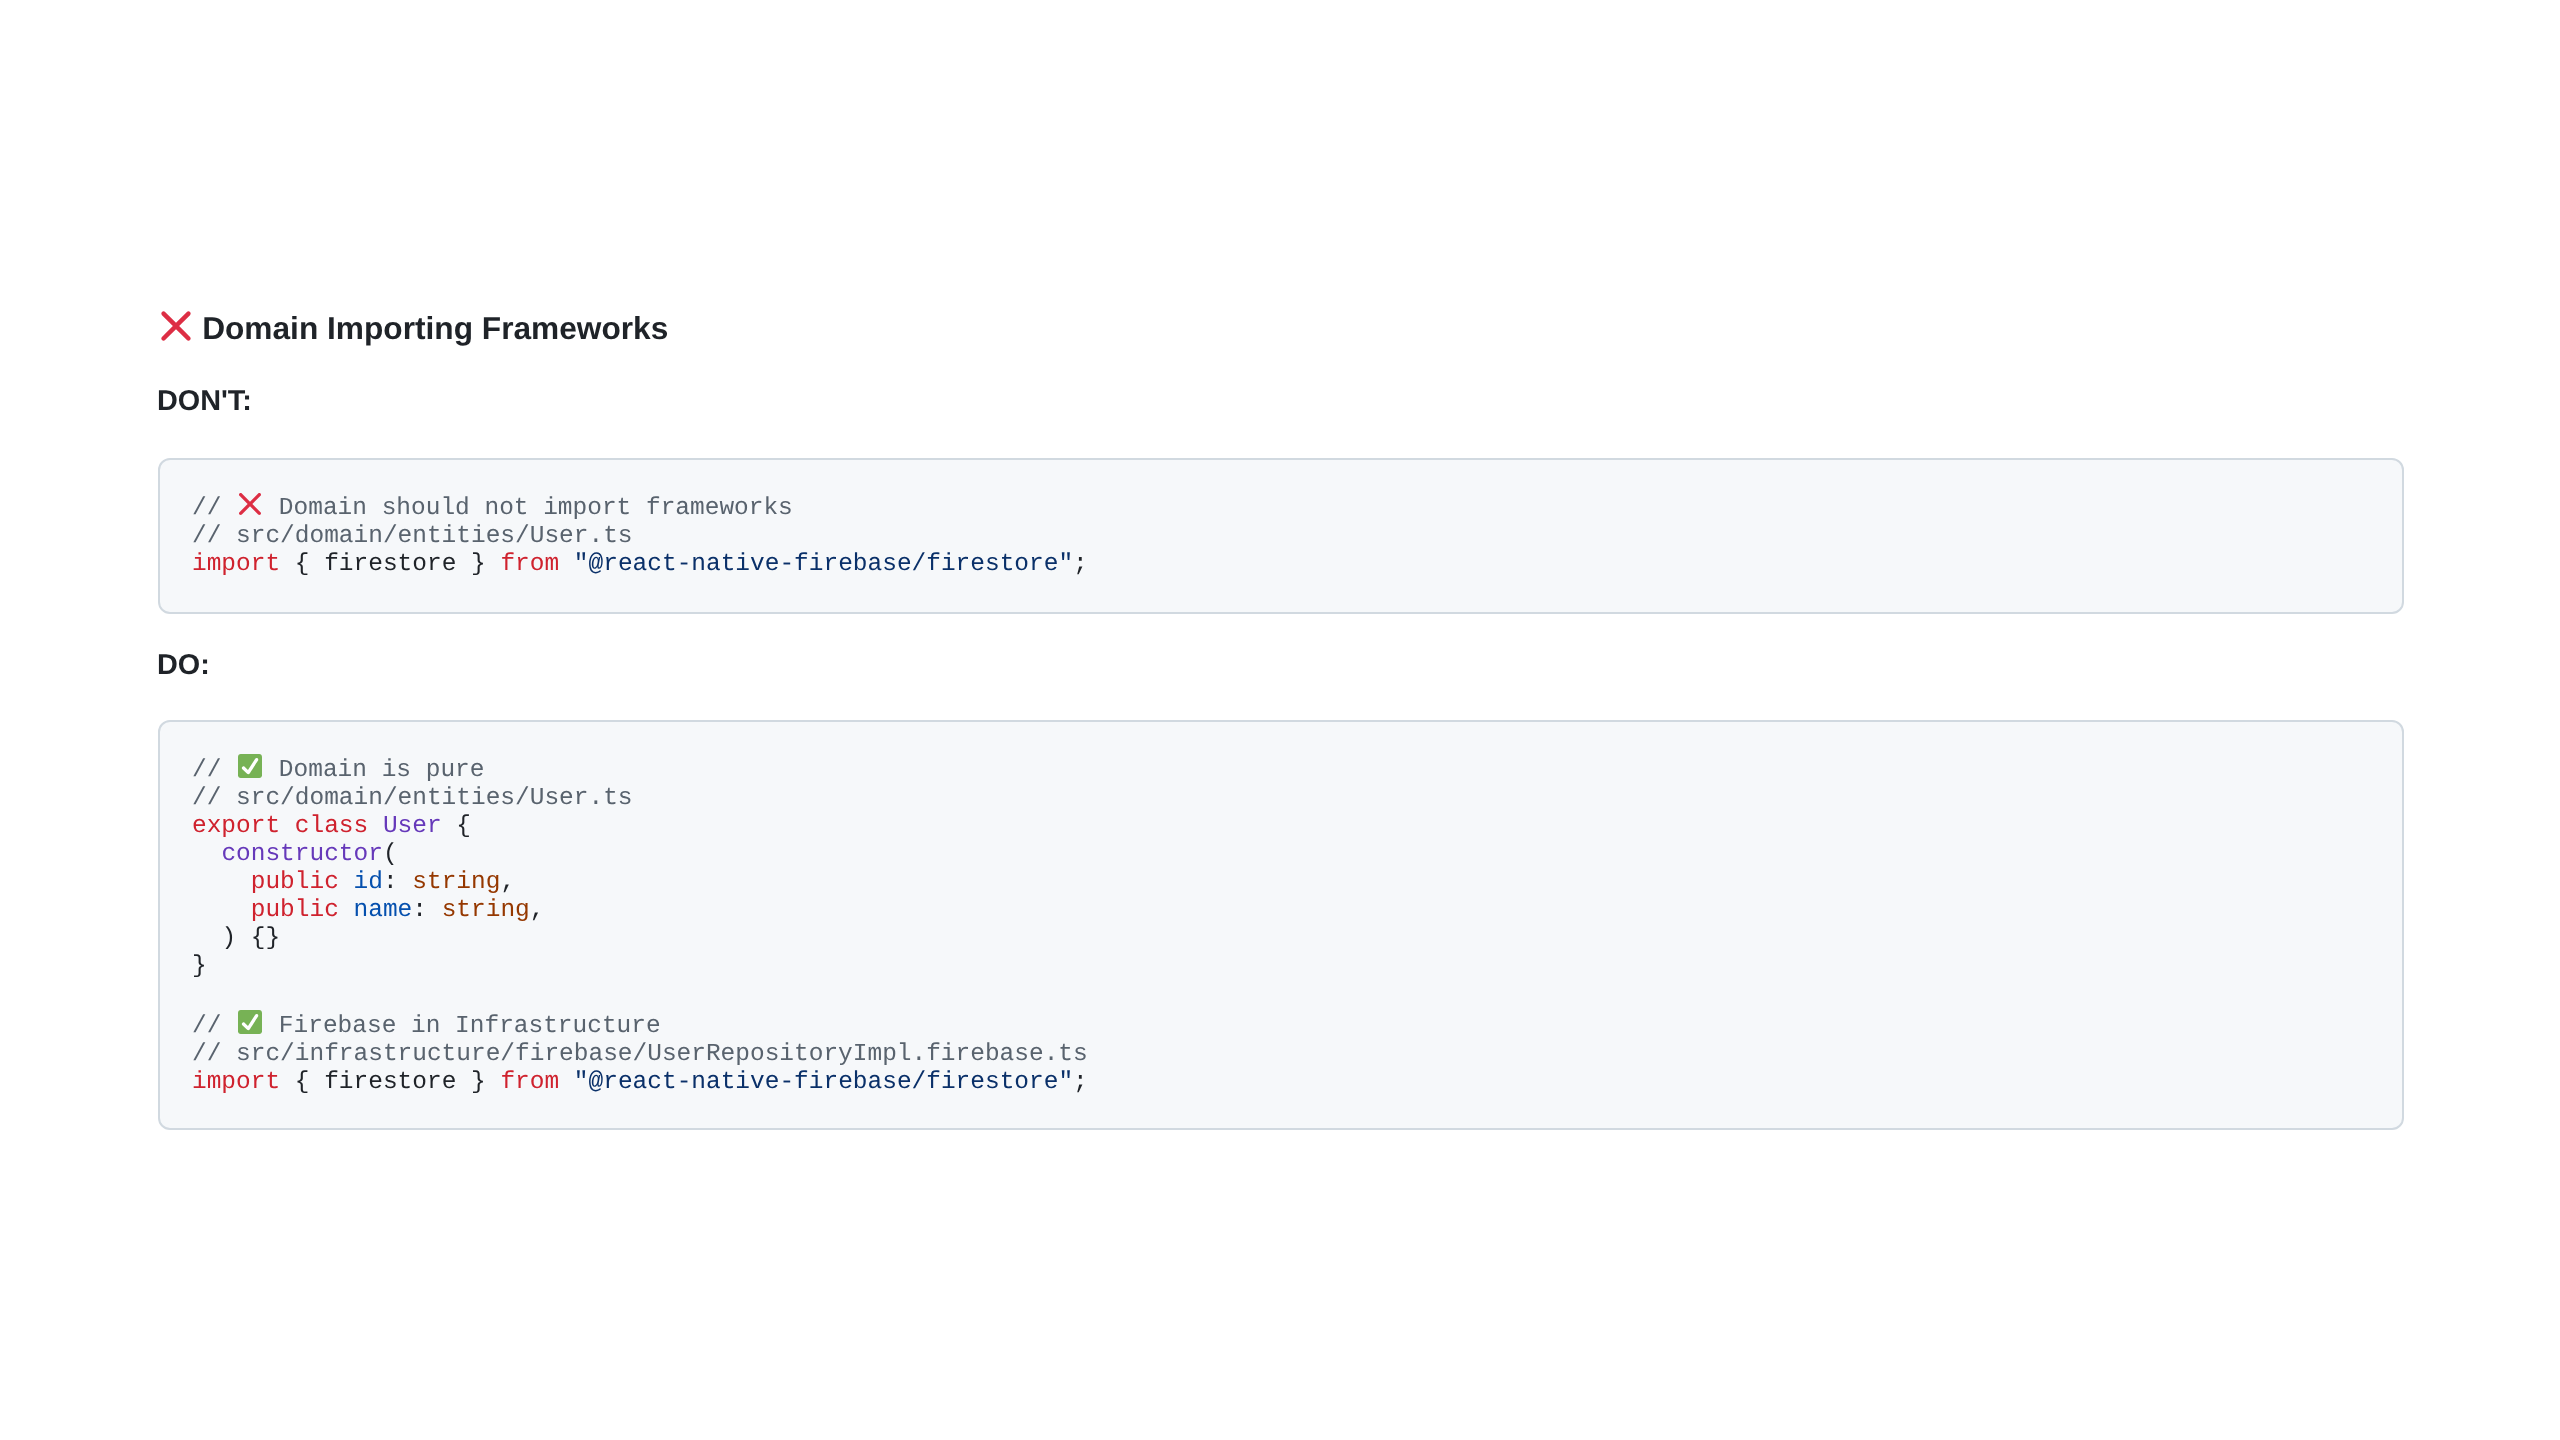 ❌ Domain Importing Frameworks
DON'T:
// ❌ Domain should not import frameworks
// src/domain/entities/User.ts
import { firestore } from "@react-native-firebase/firestore";
DO:
// ✅ Domain is pure
// src/domain/entities/User.ts
export class User {
  constructor(
    public id: string,
    public name: string,
  ) {}
}
// ✅ Firebase in Infrastructure
// src/infrastructure/firebase/UserRepositoryImpl.firebase.ts
import { firestore } from "@react-native-firebase/firestore";